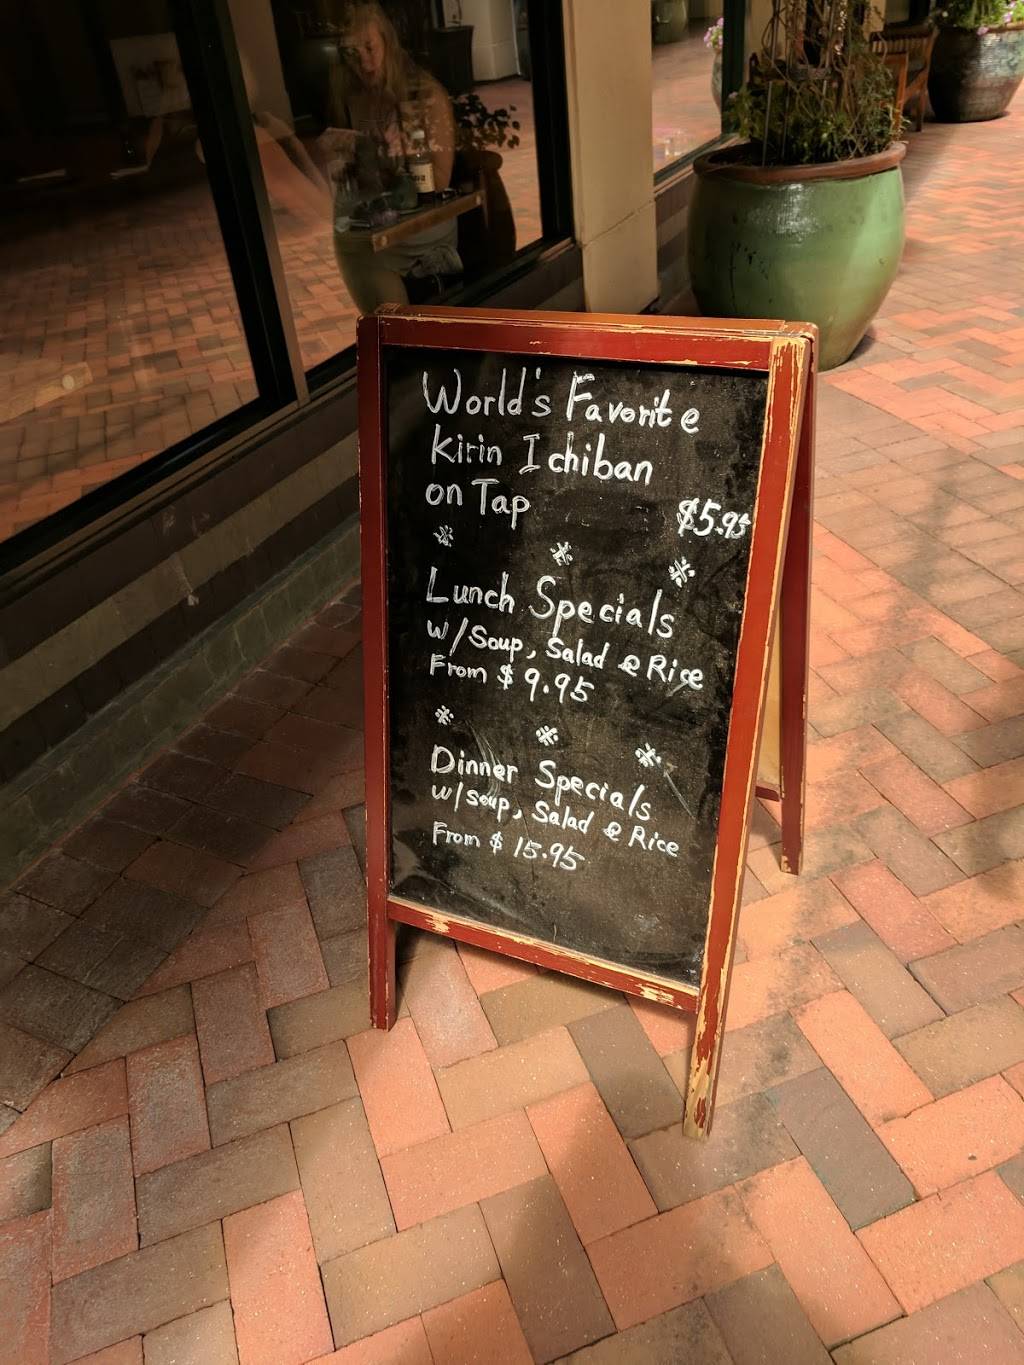 World's Favorite
Kirin Ichiban
on Tap
$5.95
Lunch Specials
w/Soup, Salad & Rice
From $9.95
Dinner Specials
w/Soup, Salad & Rice
From $15.95